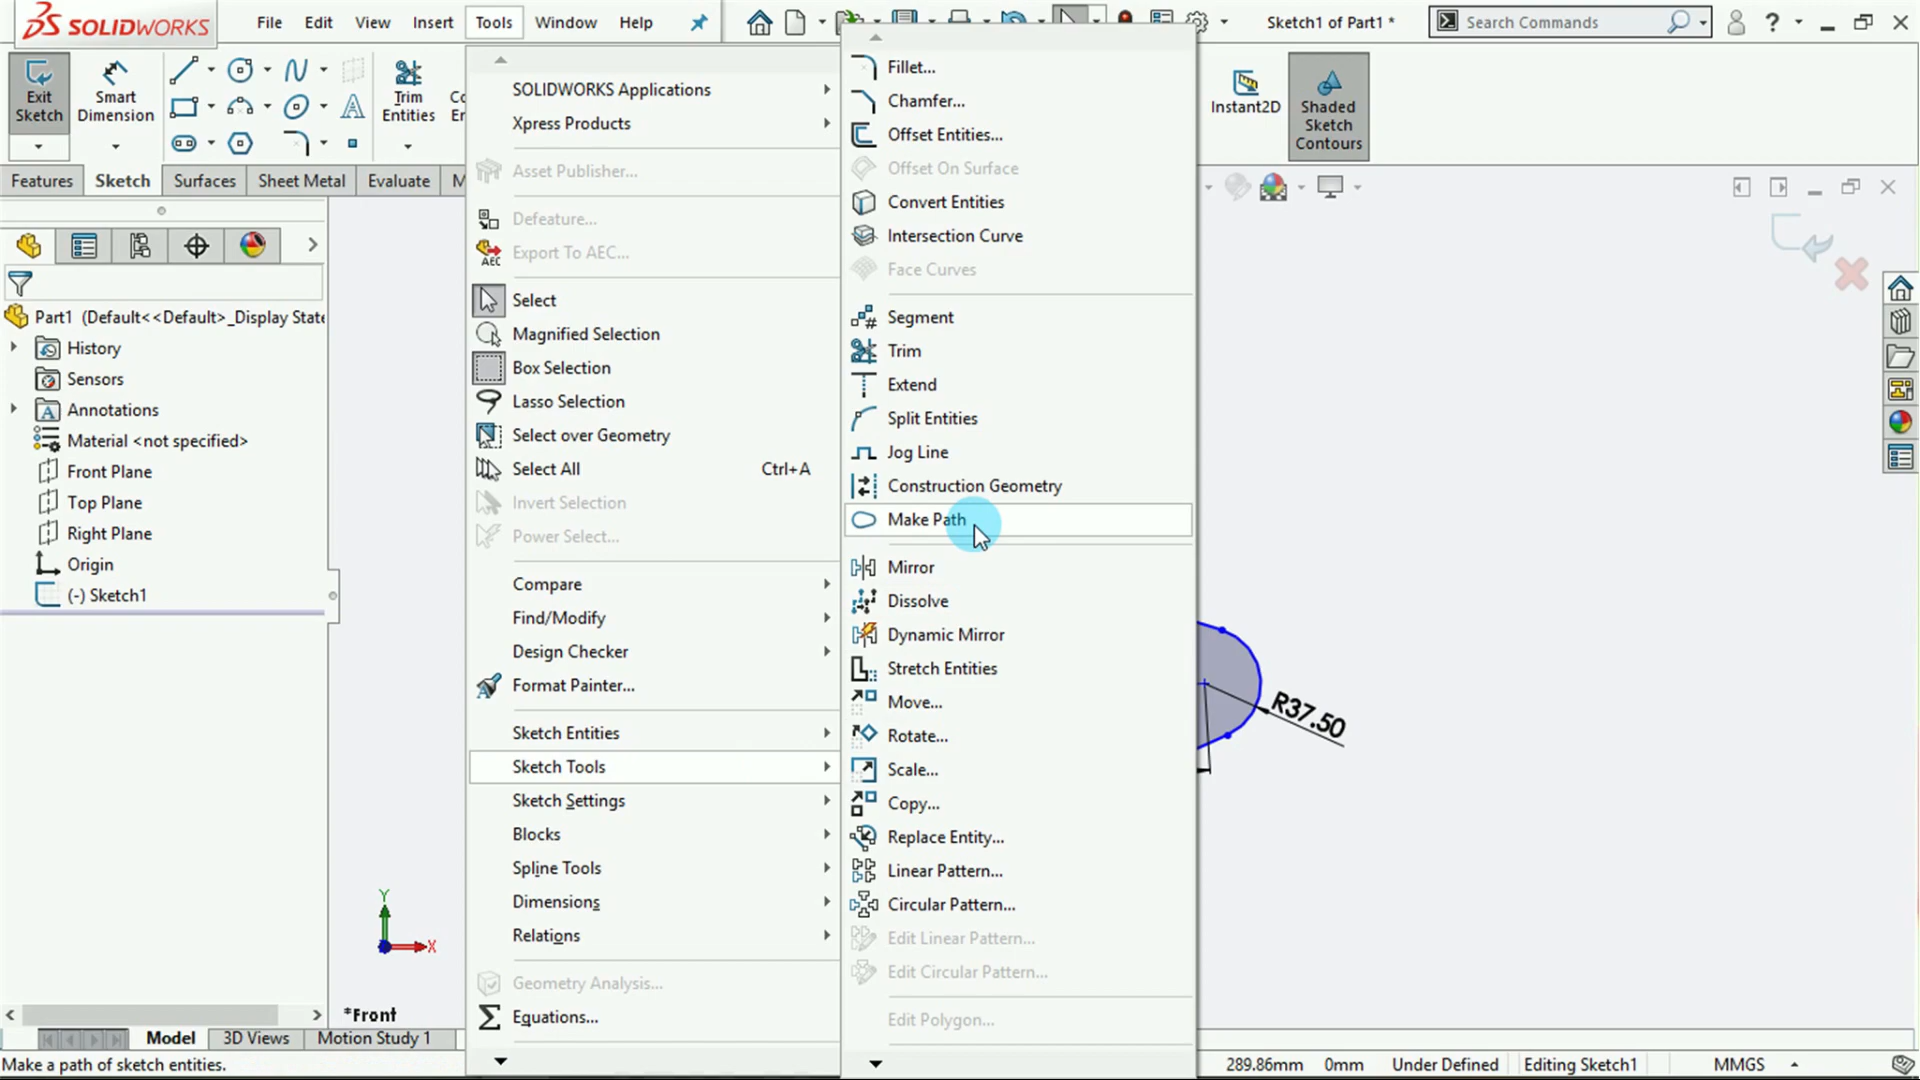 SOLIDWORKS
File
Edit
View
Insert
Tools
Window
Help
Sketch1 of Part1 *
Search Commands
?
Exit
Sketch
Smart
Dimension
Trim
Entities
Instant2D
Shaded
Sketch
Contours
Features
Sketch
Surfaces
Sheet Metal
Evaluate
Part1 (Default<<Default>_Display State
History
Sensors
Annotations
Material <not specified>
Front Plane
Top Plane
Right Plane
Origin
(-) Sketch1
SOLIDWORKS Applications
Xpress Products
Asset Publisher...
Defeature...
Export To AEC...
Select
Magnified Selection
Box Selection
Lasso Selection
Select over Geometry
Select All Ctrl+A
Invert Selection
Power Select...
Compare
Find/Modify
Design Checker
Format Painter...
Sketch Entities
Sketch Tools
Sketch Settings
Blocks
Spline Tools
Dimensions
Relations
Geometry Analysis...
Equations...
Fillet...
Chamfer...
Offset Entities...
Offset On Surface
Convert Entities
Intersection Curve
Face Curves
Segment
Trim
Extend
Split Entities
Jog Line
Construction Geometry
Make Path
Mirror
Dissolve
Dynamic Mirror
Stretch Entities
Move...
Rotate...
Scale...
Copy...
Replace Entity...
Linear Pattern...
Circular Pattern...
Edit Linear Pattern...
Edit Circular Pattern...
Edit Polygon...
R37.50
Y
X
*Front
Model
3D Views
Motion Study 1
Make a path of sketch entities.
289.86mm
0mm
Under Defined
Editing Sketch1
MMGS